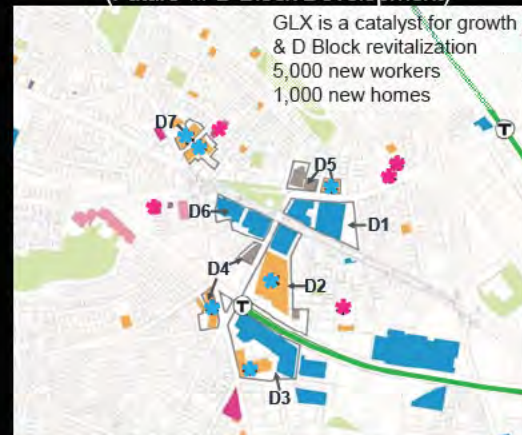 GLX is a catalyst for growth
& D Block revitalization
5,000 new workers
1,000 new homes
T
D7
D5
D6
D1
D4
D2
T
D3